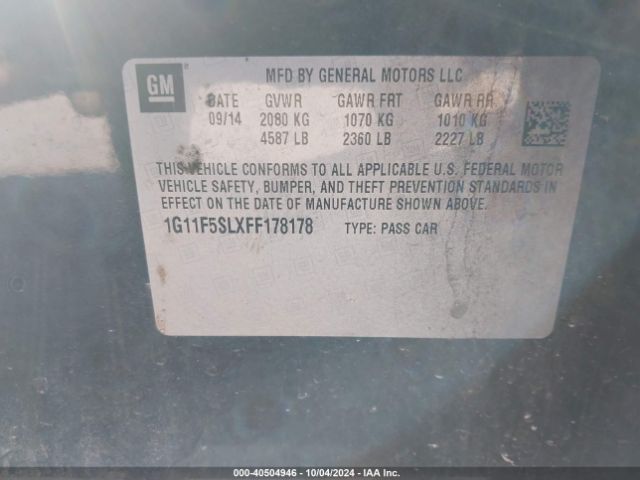 GM
MFD BY GENERAL MOTORS LLC
DATE GVWR GAWR FRT GAWR RR
09/14 2080 KG 1070 KG 1010 KG
4587 LB 2360 LB 2227 LB
THIS VEHICLE CONFORMS TO ALL APPLICABLE U.S. FEDERAL MOTOR
VEHICLE SAFETY, BUMPER, AND THEFT PREVENTION STANDARDS IN
EFFECT ON THE DATE OF MANUFACTURE SHOWN ABOVE.
1G11F5SLXFF178178 TYPE: PASS CAR
000-40504946 - 10/04/2024 - IAA Inc.